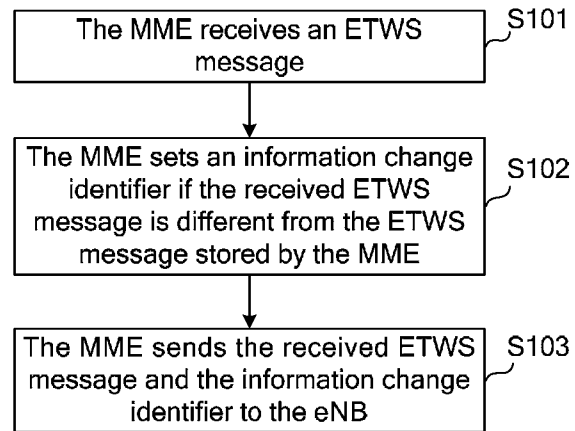 The MME receives an ETWS
message
S101
The MME sets an information change
identifier if the received ETWS
message is different from the ETWS
message stored by the MME
S102
The MME sends the received ETWS
message and the information change
identifier to the eNB
S103